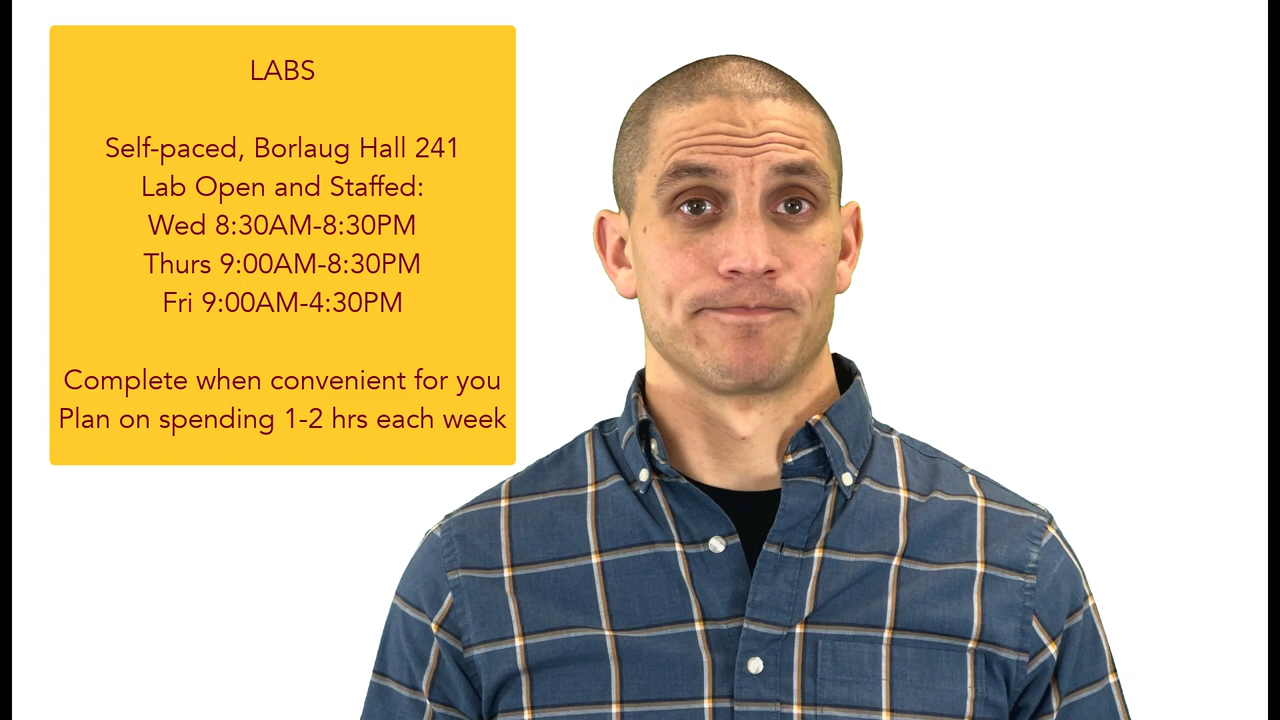 LABS
Self-paced, Borlaug Hall 241
Lab Open and Staffed:
Wed 8:30AM-8:30PM
Thurs 9:00AM-8:30PM
Fri 9:00AM-4:30PM
Complete when convenient for you
Plan on spending 1-2 hrs each week